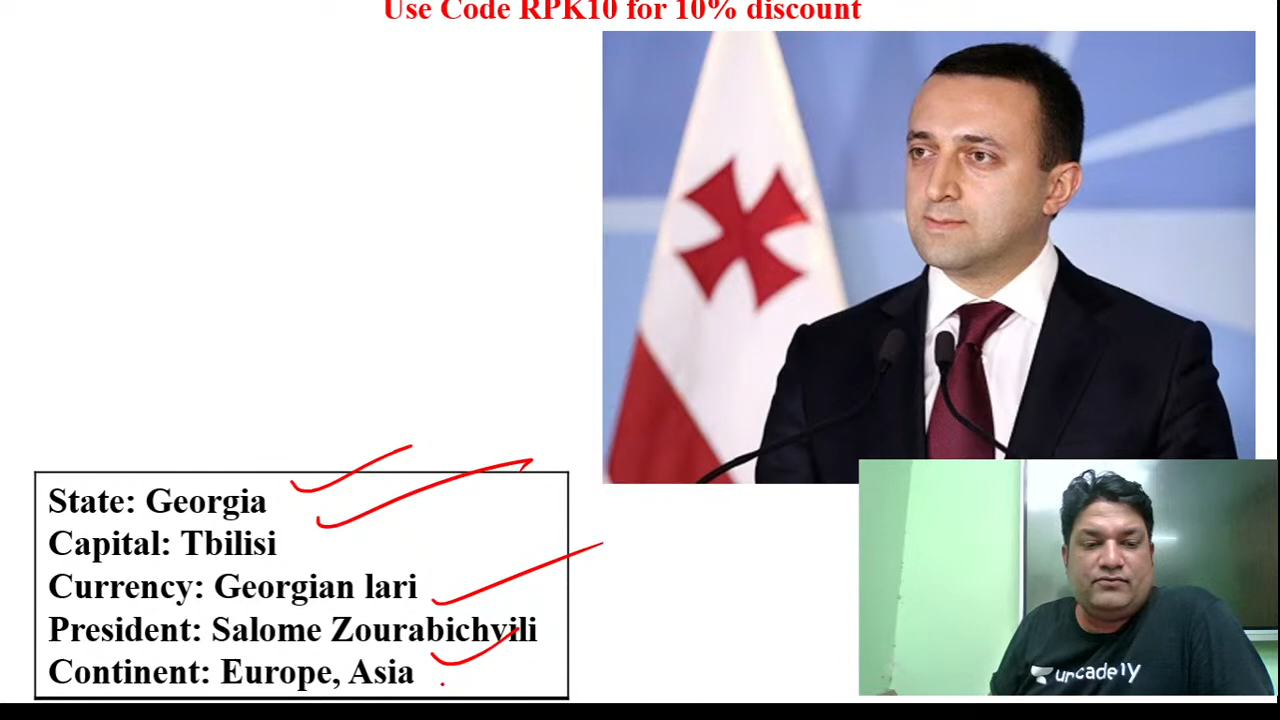 Use Code RPK10 for 10% discount
State: Georgia
Capital: Tbilisi
Currency: Georgian lari
President: Salome Zourabichvili
Continent: Europe, Asia
unacademy